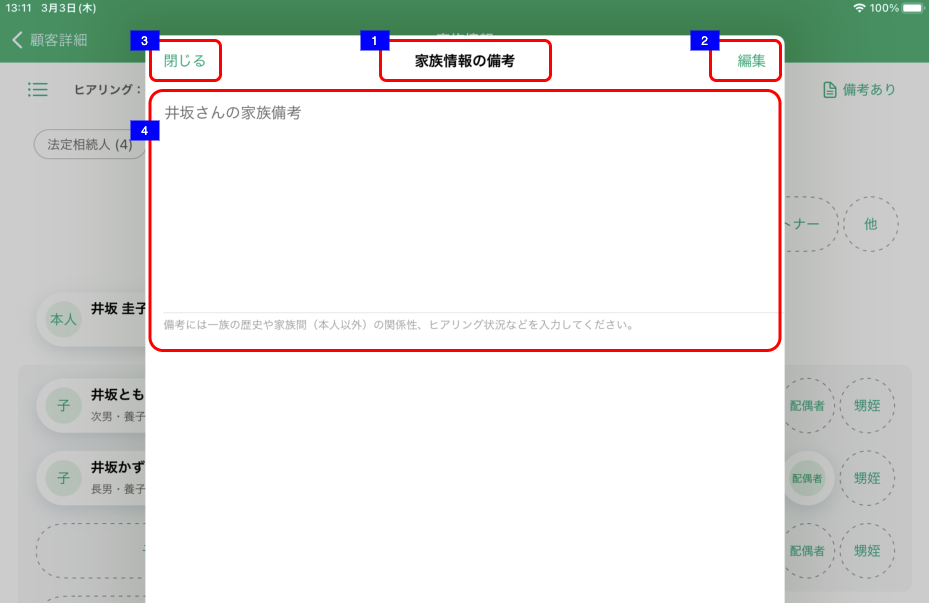 13:11 3月3日(木)
100%
顧客詳細
ヒアリング：
備考あり
法定相続人 (4)
3
閉じる
1
家族情報の備考
2
編集
4
井坂さんの家族備考
備考には一族の歴史や家族間（本人以外）の関係性、ヒアリング状況などを入力してください。
トナー
他
本人
井坂 圭子
子
井坂とも
次男・養子
配偶者
甥姪
子
井坂かず
長男・養子
配偶者
甥姪
配偶者
甥姪